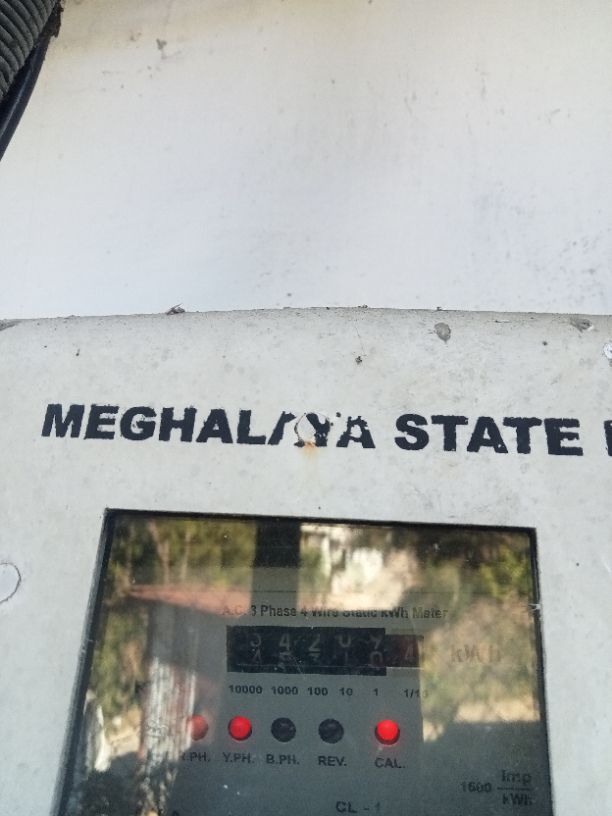 MEGHALAYA STATE
A.C. 3 Phase 4 Wire Static kWh Meter
kWh
10000 1000 100 10 1 1/10
R.PH. Y.PH. B.PH. REV. CAL.
1600 Imp
kWh
CL - 1